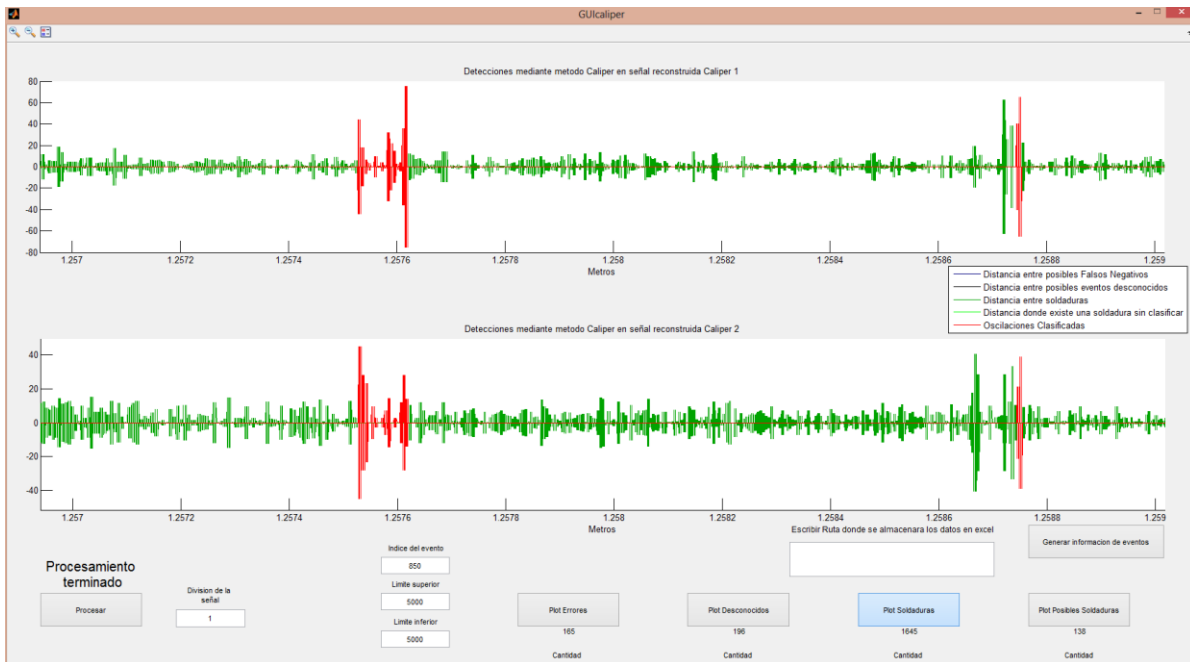 GUIcaliper
Detecciones mediante metodo Caliper en señal reconstruida Caliper 1
80
60
40
20
0
-20
-40
-60
-80
1.257 1.2572 1.2574 1.2576 1.2578 1.258 1.2582 1.2584 1.2586 1.2588 1.259
Metros
Distancia entre posibles Falsos Negativos
Distancia entre posibles eventos desconocidos
Distancia entre soldaduras
Distancia donde existe una soldadura sin clasificar
Oscilaciones Clasificadas
Detecciones mediante metodo Caliper en señal reconstruida Caliper 2
40
20
0
-20
-40
1.257 1.2572 1.2574 1.2576 1.2578 1.258 1.2582 1.2584 1.2586 1.2588 1.259
Metros
Escribir Ruta donde se almacenara los datos en excel
Generar informacion de eventos
Procesamiento
terminado
Procesar
Division de la
señal
1
Indice del evento
850
Limite superior
5000
Limite inferior
5000
Plot Errores
165
Cantidad
Plot Desconocidos
196
Cantidad
Plot Soldaduras
1645
Cantidad
Plot Posibles Soldaduras
138
Cantidad